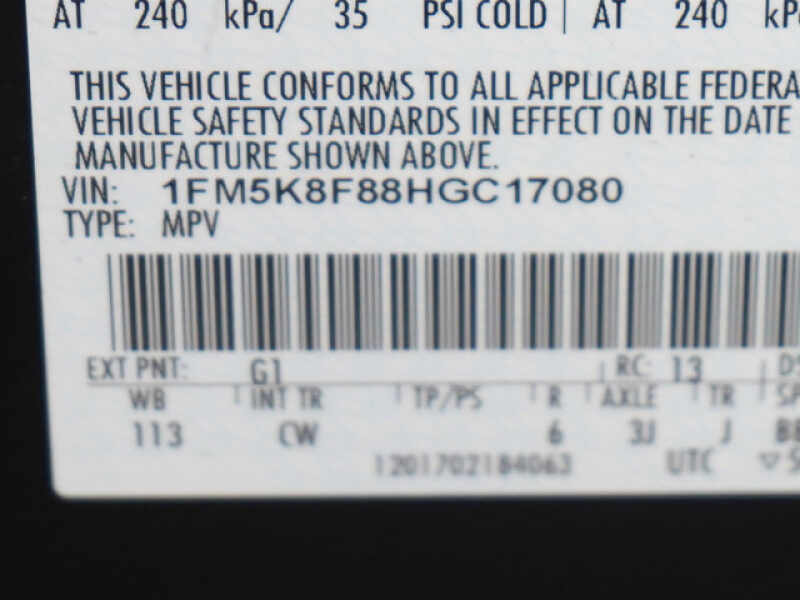 AT 240 kPa/ 35 PSI COLD | AT 240
THIS VEHICLE CONFORMS TO ALL APPLICABLE FEDERA
VEHICLE SAFETY STANDARDS IN EFFECT ON THE DATE
MANUFACTURE SHOWN ABOVE.
VIN: 1FM5K8F88HGC17080
TYPE: MPV
EXT PNT: G1 RC: 13
WB INT TR TP/PS R AXLE TR
113 CW 6 3J J
1201702184063 UTC